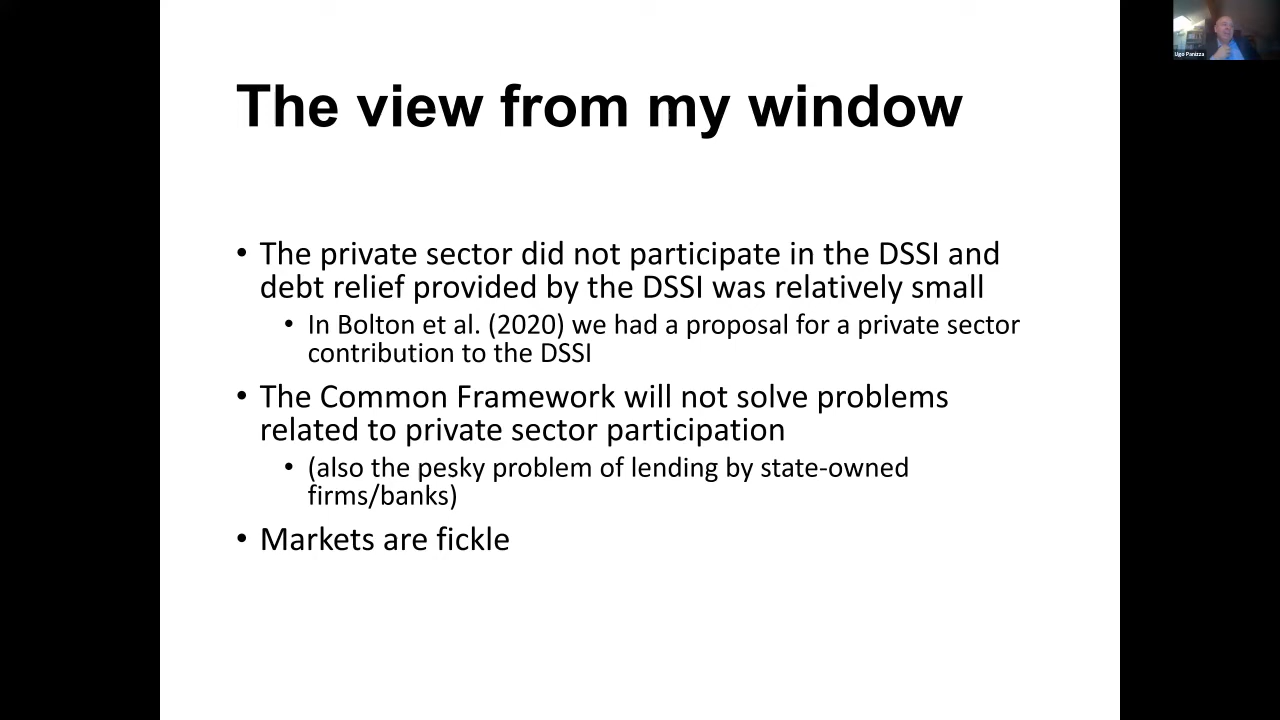 The view from my window
• The private sector did not participate in the DSSI and
debt relief provided by the DSSI was relatively small
• In Bolton et al. (2020) we had a proposal for a private sector
contribution to the DSSI
• The Common Framework will not solve problems
related to private sector participation
• (also the pesky problem of lending by state-owned
firms/banks)
• Markets are fickle
Ugo Panizza